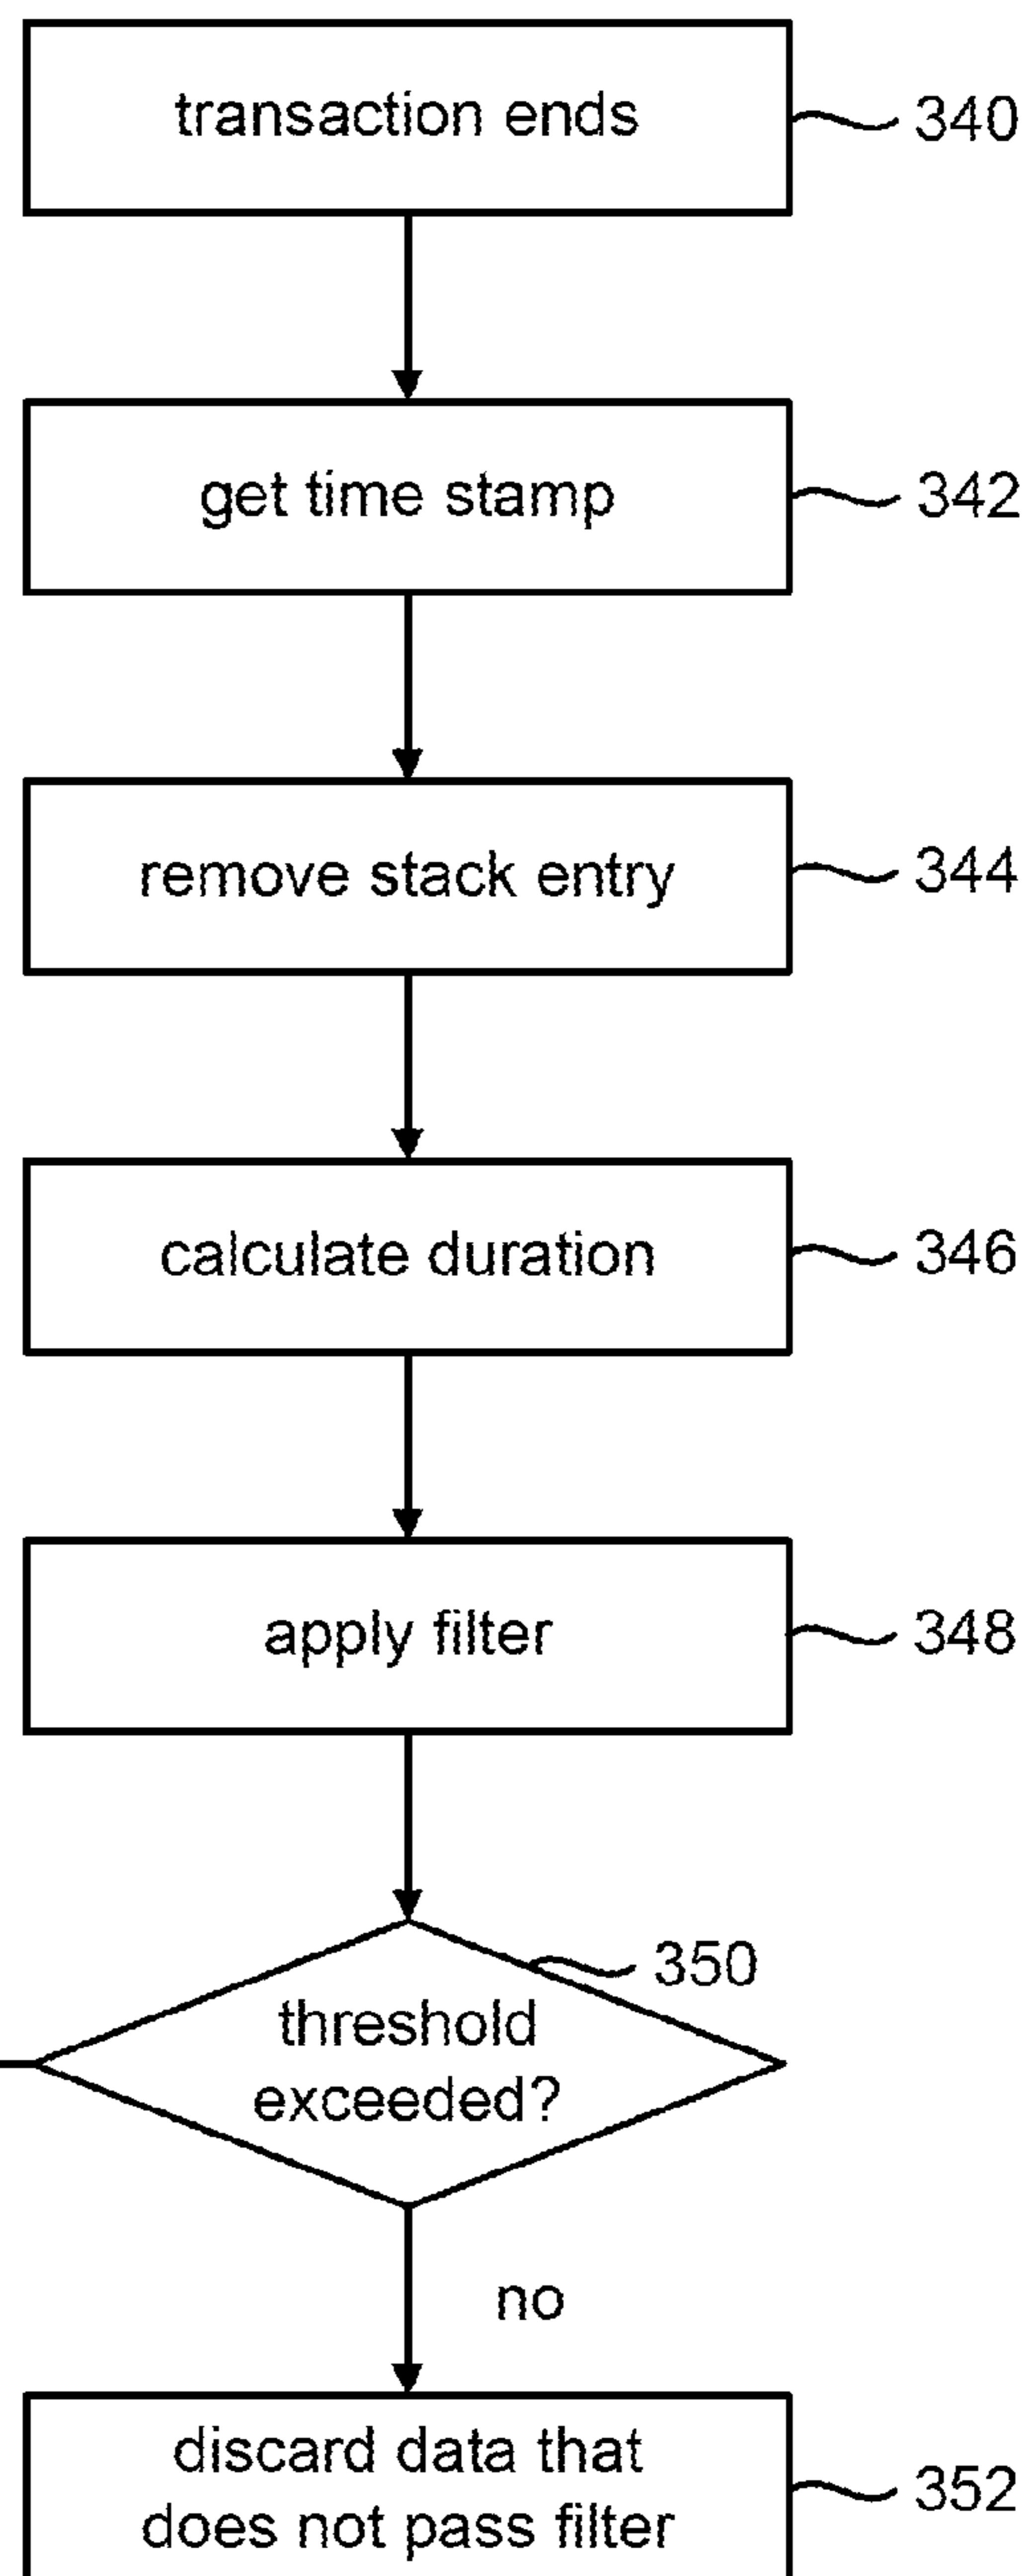 transaction ends
340
get time stamp
342
remove stack entry
344
calculate duration
346
apply filter
348
350
threshold
exceeded?
no
discard data that
does not pass filter
352